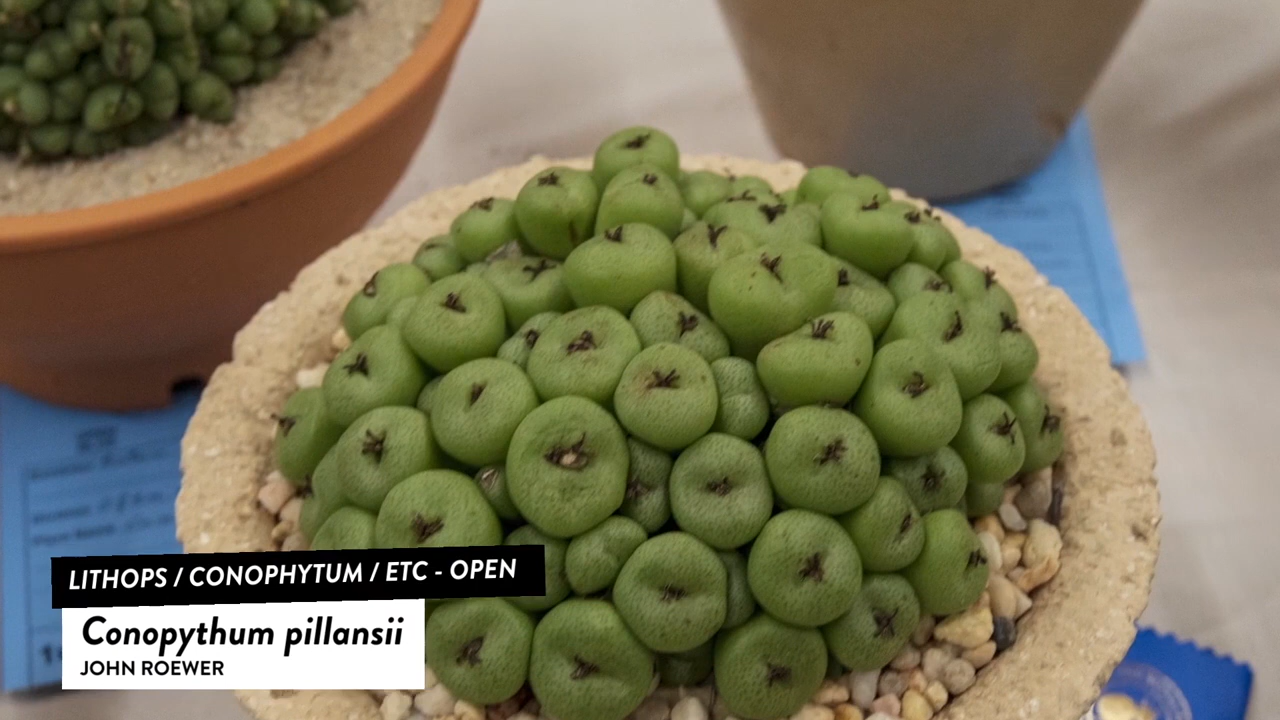 LITHOPS / CONOPHYTUM / ETC - OPEN
Conopythum pillansii
JOHN ROEWER